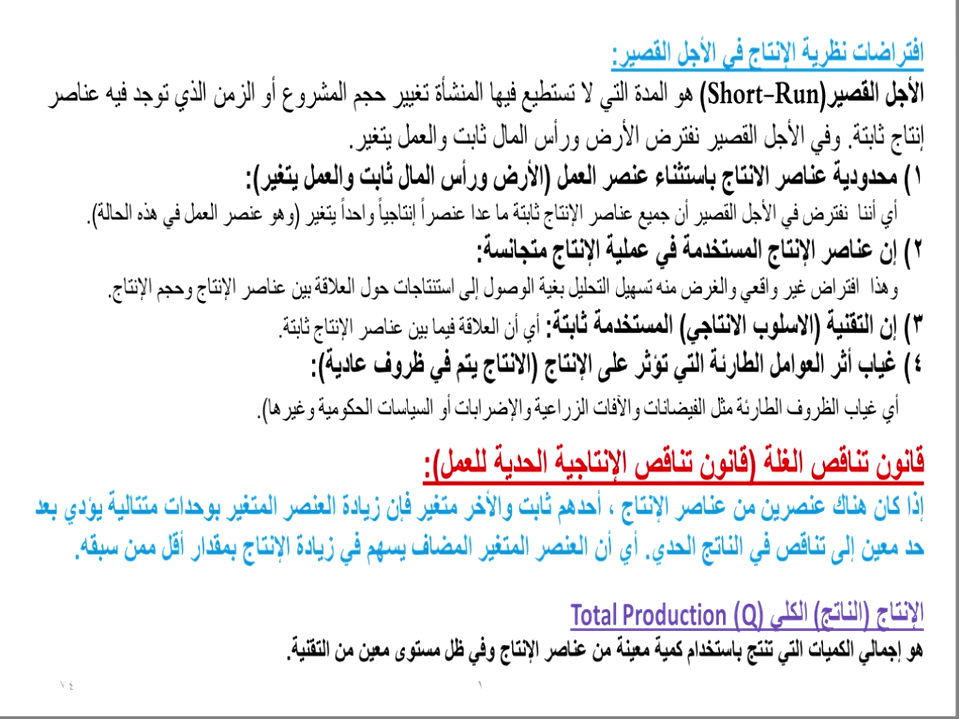 افتراضات نظرية الإنتاج في الأجل القصير:
الأجل القصير(Short-Run) هو المدة التي لا تستطيع فيها المنشأة تغيير حجم المشروع أو الزمن الذي توجد فيه عناصر
إنتاج ثابتة. وفي الأجل القصير نفترض الأرض ورأس المال ثابت والعمل يتغير.
١) محدودية عناصر الانتاج باستثناء عنصر العمل (الأرض ورأس المال ثابت والعمل يتغير):
أي أننا نفترض في الأجل القصير أن جميع عناصر الإنتاج ثابتة ما عدا عنصراً إنتاجياً واحداً يتغير (وهو عنصر العمل في هذه الحالة).
٢) إن عناصر الإنتاج المستخدمة في عملية الإنتاج متجانسة:
وهذا افتراض غير واقعي والغرض منه تسهيل التحليل بغية الوصول إلى استنتاجات حول العلاقة بين عناصر الإنتاج وحجم الإنتاج.
٣) إن التقنية (الاسلوب الانتاجي) المستخدمة ثابتة: أي أن العلاقة فيما بين عناصر الإنتاج ثابتة.
٤) غياب أثر العوامل الطارئة التي تؤثر على الإنتاج (الانتاج يتم في ظروف عادية):
أي غياب الظروف الطارئة مثل الفيضانات والآفات الزراعية والإضرابات أو السياسات الحكومية وغيرها).
قانون تناقص الغلة (قانون تناقص الإنتاجية الحدية للعمل):
إذا كان هناك عنصرين من عناصر الإنتاج ، أحدهم ثابت والأخر متغير فإن زيادة العنصر المتغير بوحدات متتالية يؤدي بعد
حد معين إلى تناقص في الناتج الحدي. أي أن العنصر المتغير المضاف يسهم في زيادة الإنتاج بمقدار أقل ممن سبقه.
الإنتاج (الناتج) الكلي Total Production (Q)
هو إجمالي الكميات التي تنتج باستخدام كمية معينة من عناصر الإنتاج وفي ظل مستوى معين من التقنية.
١
٧٤